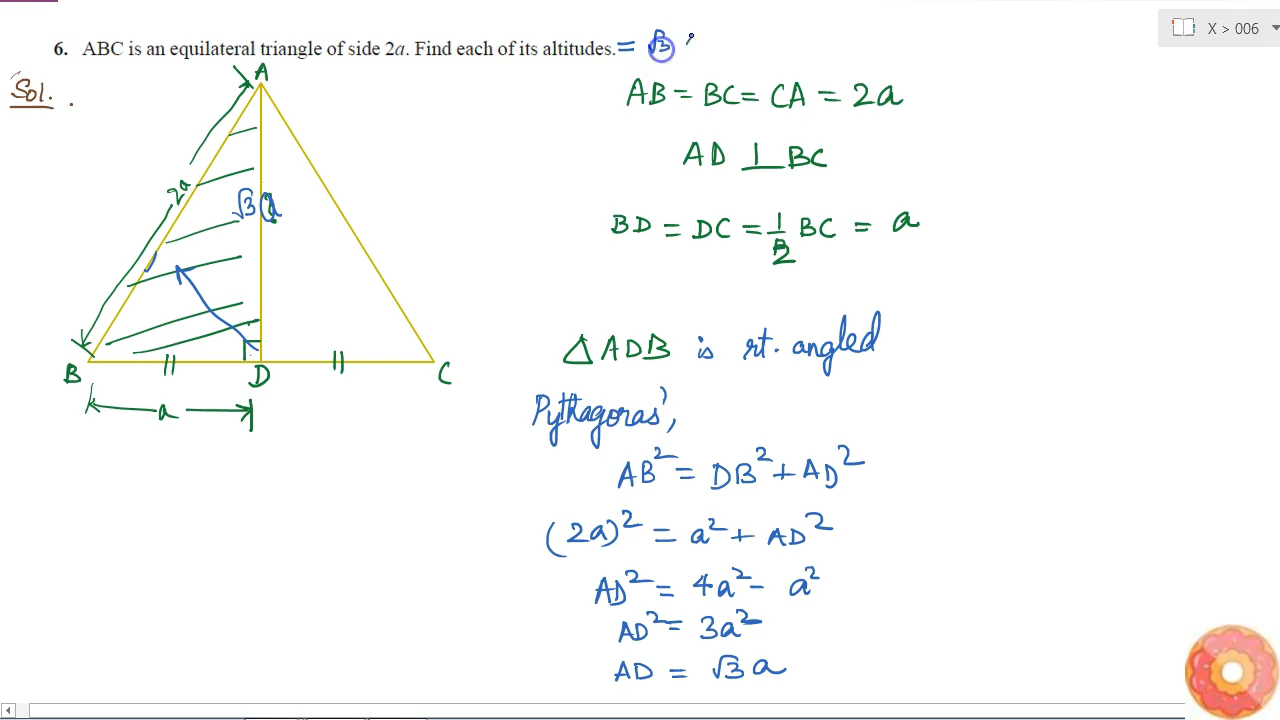 X > 006
6. ABC is an equilateral triangle of side 2a. Find each of its altitudes. = √3
Sol.
A
AB = BC = CA = 2a
AD ⊥ BC
2a
√3 a
BD = DC = 1/2 BC = a
△ADB is rt. angled
B
D
C
a
Pythagoras',
AB² = DB² + AD²
(2a)² = a² + AD²
AD² = 4a² - a²
AD² = 3a²
AD = √3 a